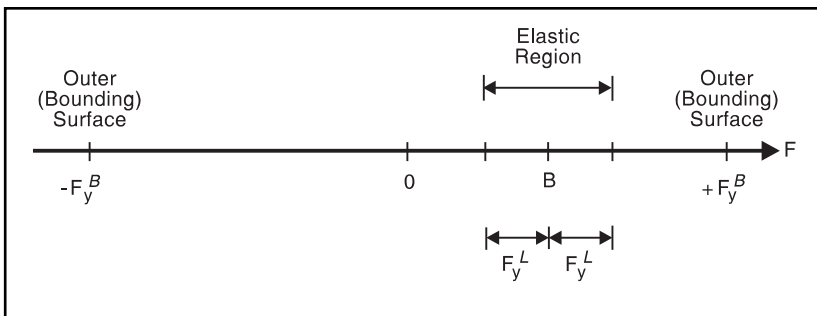 Elastic
Region
Outer
(Bounding)
Surface
Outer
(Bounding)
Surface
F
-F_y^B
0
B
+F_y^B
F_y^L
F_y^L